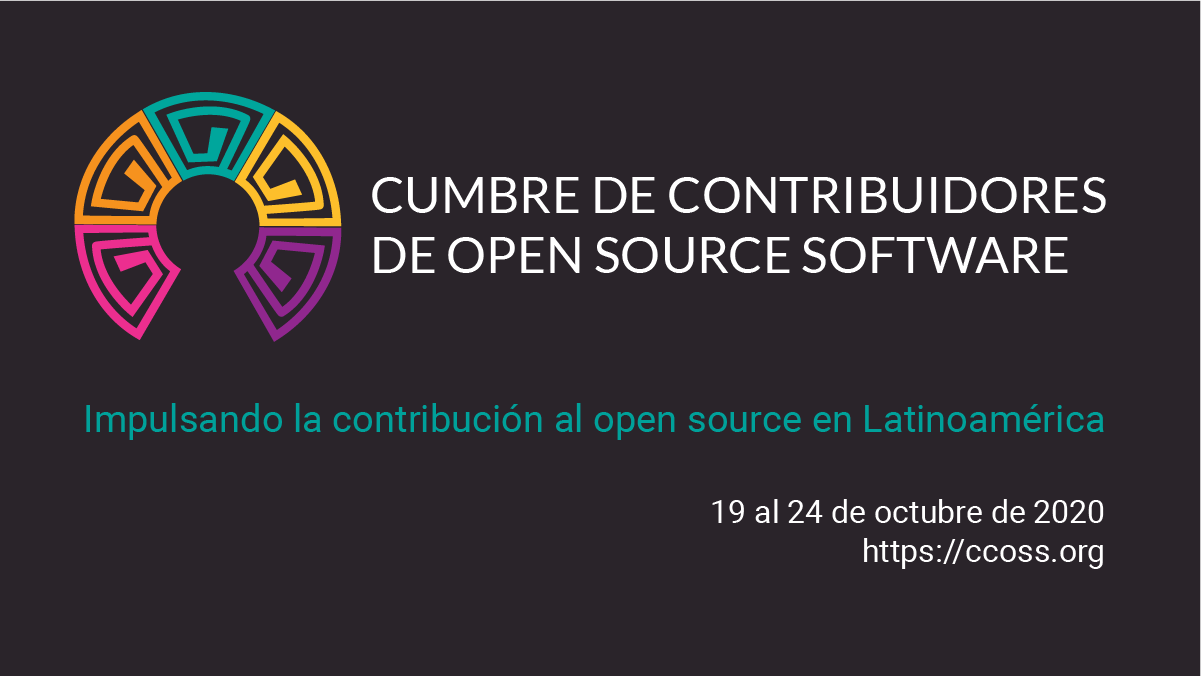 CUMBRE DE CONTRIBUIDORES
DE OPEN SOURCE SOFTWARE
Impulsando la contribución al open source en Latinoamérica
19 al 24 de octubre de 2020
https://ccoss.org